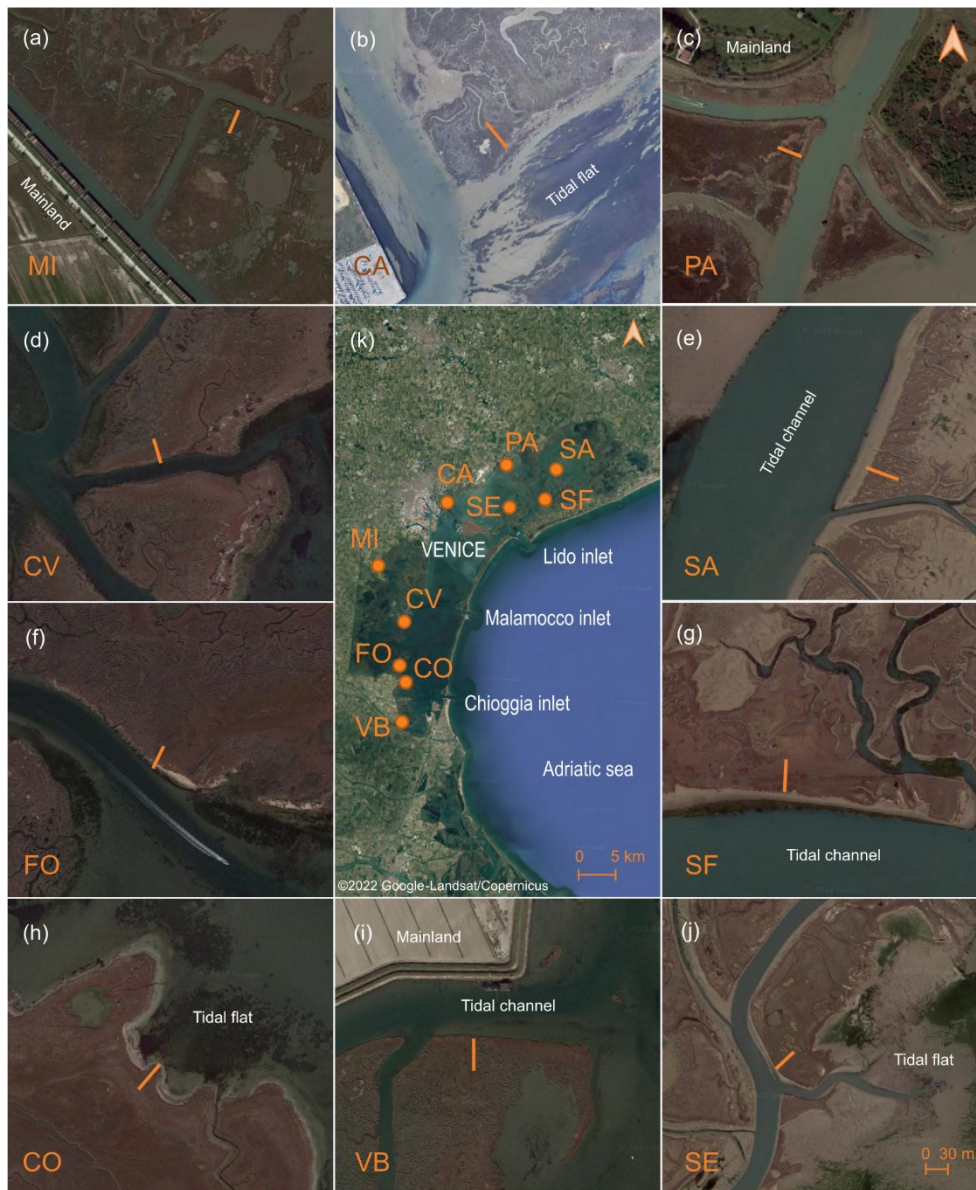 (a)
Mainland
MI
(b)
Tidal flat
CA
(c)
Mainland
PA
(d)
CV
(k)
PA
SA
CA
SE
SF
MI
VENICE
Lido inlet
CV
Malamocco inlet
FO
CO
Chioggia inlet
VB
Adriatic sea
0 5 km
©2022 Google-Landsat/Copernicus
(e)
Tidal channel
SA
(f)
FO
(g)
Tidal channel
SF
(h)
Tidal flat
CO
(i)
Mainland
Tidal channel
VB
(j)
Tidal flat
SE
0 30 m